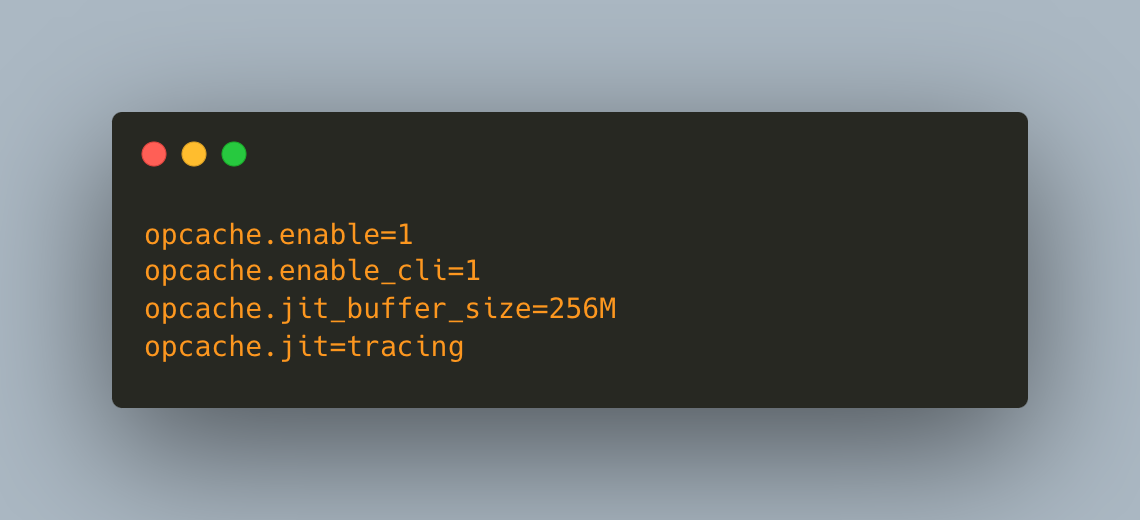 opcache.enable=1
opcache.enable_cli=1
opcache.jit_buffer_size=256M
opcache.jit=tracing